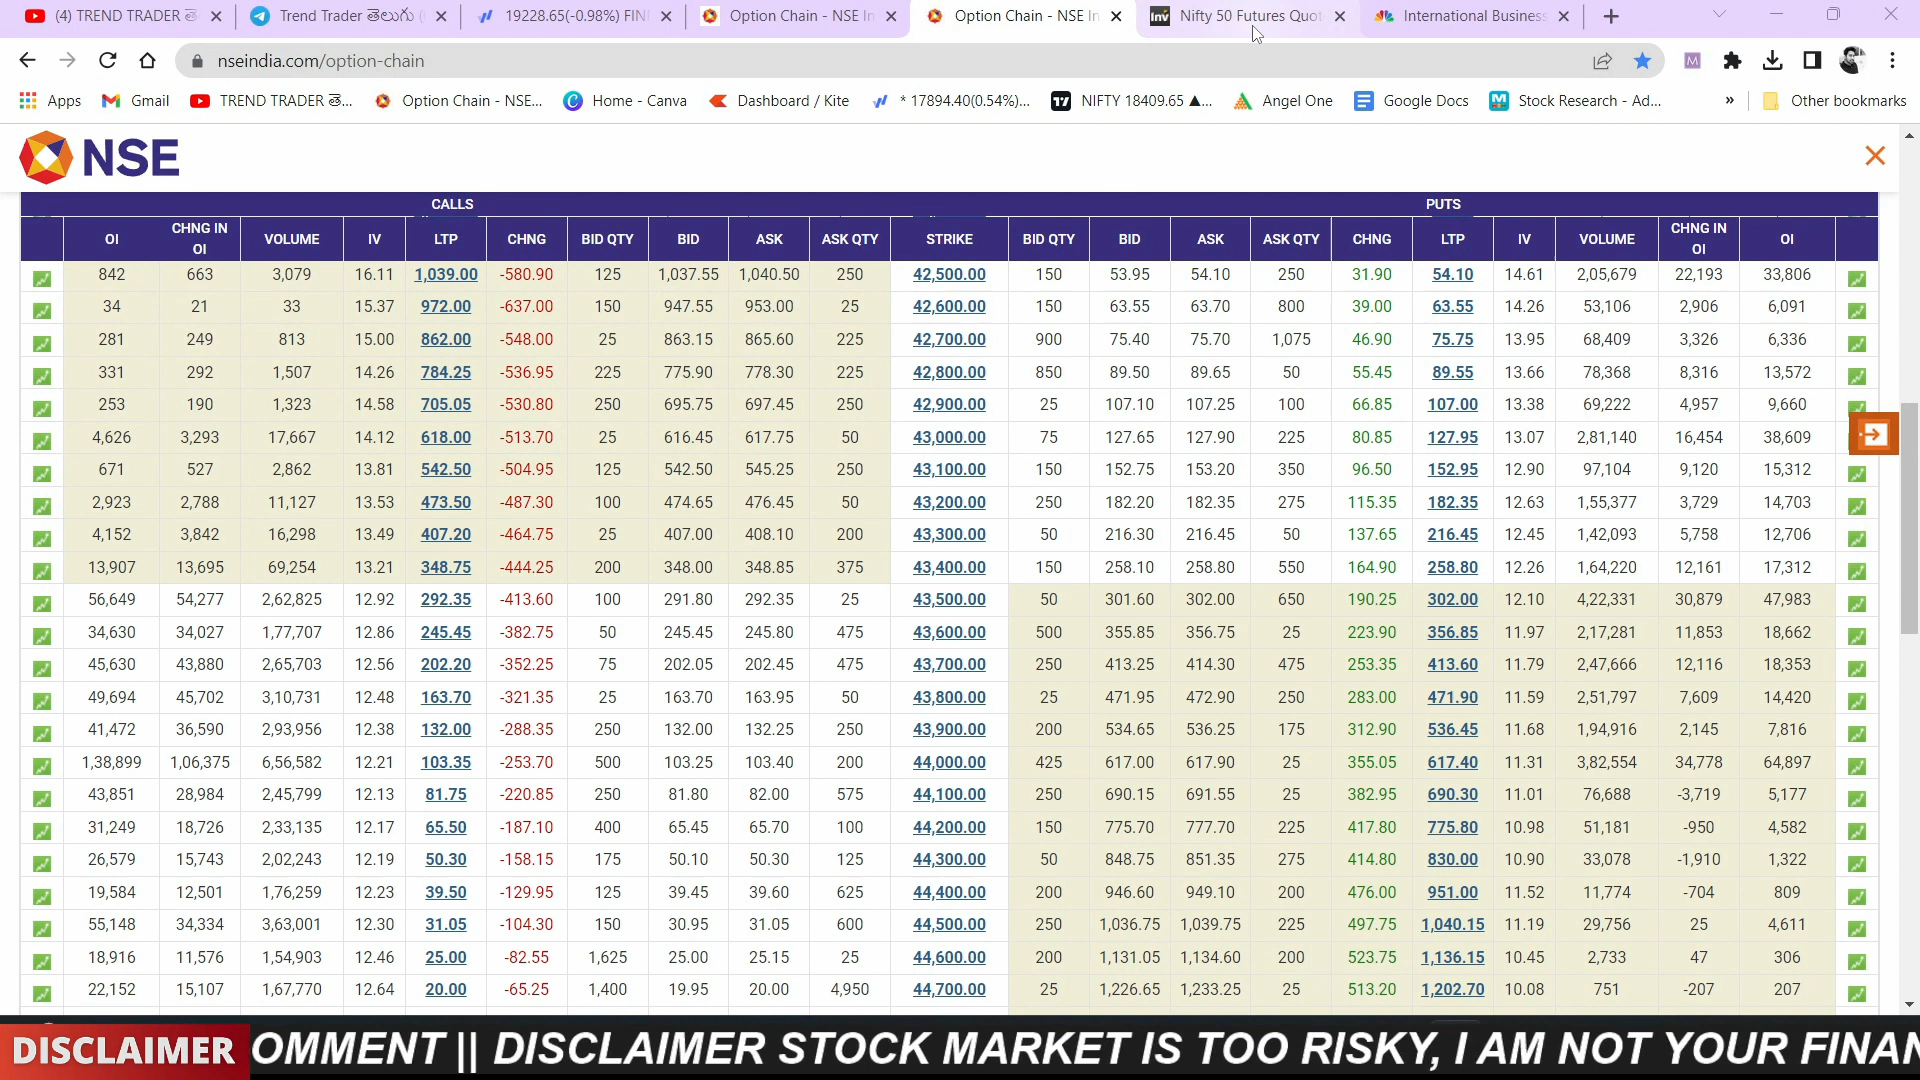 (4) TREND TRADER తె
Trend Trader తెలుగు (
19228.65(-0.98%) FIN
Option Chain - NSE In
Option Chain - NSE In
Nifty 50 Futures Quot
International Business
nseindia.com/option-chain
Apps Gmail TREND TRADER తె... Option Chain - NSE... Home - Canva Dashboard / Kite * 17894.40(0.54%)... NIFTY 18409.65 ▲... Angel One Google Docs Stock Research - Ad... » Other bookmarks
NSE
CALLS PUTS
OI CHNG IN OI VOLUME IV LTP CHNG BID QTY BID ASK ASK QTY STRIKE BID QTY BID ASK ASK QTY CHNG LTP IV VOLUME CHNG IN OI OI
842 663 3,079 16.11 1,039.00 -580.90 125 1,037.55 1,040.50 250 42,500.00 150 53.95 54.10 250 31.90 54.10 14.61 2,05,679 22,193 33,806
34 21 33 15.37 972.00 -637.00 150 947.55 953.00 25 42,600.00 150 63.55 63.70 800 39.00 63.55 14.26 53,106 2,906 6,091
281 249 813 15.00 862.00 -548.00 25 863.15 865.60 225 42,700.00 900 75.40 75.70 1,075 46.90 75.75 13.95 68,409 3,326 6,336
331 292 1,507 14.26 784.25 -536.95 225 775.90 778.30 225 42,800.00 850 89.50 89.65 50 55.45 89.55 13.66 78,368 8,316 13,572
253 190 1,323 14.58 705.05 -530.80 250 695.75 697.45 250 42,900.00 25 107.10 107.25 100 66.85 107.00 13.38 69,222 4,957 9,660
4,626 3,293 17,667 14.12 618.00 -513.70 25 616.45 617.75 50 43,000.00 75 127.65 127.90 225 80.85 127.95 13.07 2,81,140 16,454 38,609
671 527 2,862 13.81 542.50 -504.95 125 542.50 545.25 250 43,100.00 150 152.75 153.20 350 96.50 152.95 12.90 97,104 9,120 15,312
2,923 2,788 11,127 13.53 473.50 -487.30 100 474.65 476.45 50 43,200.00 250 182.20 182.35 275 115.35 182.35 12.63 1,55,377 3,729 14,703
4,152 3,842 16,298 13.49 407.20 -464.75 25 407.00 408.10 200 43,300.00 50 216.30 216.45 50 137.65 216.45 12.45 1,42,093 5,758 12,706
13,907 13,695 69,254 13.21 348.75 -444.25 200 348.00 348.85 375 43,400.00 150 258.10 258.80 550 164.90 258.80 12.26 1,64,220 12,161 17,312
56,649 54,277 2,62,825 12.92 292.35 -413.60 100 291.80 292.35 25 43,500.00 50 301.60 302.00 650 190.25 302.00 12.10 4,22,331 30,879 47,983
34,630 34,027 1,77,707 12.86 245.45 -382.75 50 245.45 245.80 475 43,600.00 500 355.85 356.75 25 223.90 356.85 11.97 2,17,281 11,853 18,662
45,630 43,880 2,65,703 12.56 202.20 -352.25 75 202.05 202.45 475 43,700.00 250 413.25 414.30 475 253.35 413.60 11.79 2,47,666 12,116 18,353
49,694 45,702 3,10,731 12.48 163.70 -321.35 25 163.70 163.95 50 43,800.00 25 471.95 472.90 250 283.00 471.90 11.59 2,51,797 7,609 14,420
41,472 36,590 2,93,956 12.38 132.00 -288.35 250 132.00 132.25 250 43,900.00 200 534.65 536.25 175 312.90 536.45 11.68 1,94,916 2,145 7,816
1,38,899 1,06,375 6,56,582 12.21 103.35 -253.70 500 103.25 103.40 200 44,000.00 425 617.00 617.90 25 355.05 617.40 11.31 3,82,554 34,778 64,897
43,851 28,984 2,45,799 12.13 81.75 -220.85 250 81.80 82.00 575 44,100.00 250 690.15 691.55 25 382.95 690.30 11.01 76,688 -3,719 5,177
31,249 18,726 2,33,135 12.17 65.50 -187.10 400 65.45 65.70 100 44,200.00 150 775.70 777.70 225 417.80 775.80 10.98 51,181 -950 4,582
26,579 15,743 2,02,243 12.19 50.30 -158.15 175 50.10 50.30 125 44,300.00 50 848.75 851.35 275 414.80 830.00 10.90 33,078 -1,910 1,322
19,584 12,501 1,76,259 12.23 39.50 -129.95 125 39.45 39.60 625 44,400.00 200 946.60 949.10 200 476.00 951.00 11.52 11,774 -704 809
55,148 34,334 3,63,001 12.30 31.05 -104.30 150 30.95 31.05 600 44,500.00 250 1,036.75 1,039.75 225 497.75 1,040.15 11.19 29,756 25 4,611
18,916 11,576 1,54,903 12.46 25.00 -82.55 1,625 25.00 25.15 25 44,600.00 200 1,131.05 1,134.60 200 523.75 1,136.15 10.45 2,733 47 306
22,152 15,107 1,67,770 12.64 20.00 -65.25 1,400 19.95 20.00 4,950 44,700.00 25 1,226.65 1,233.25 25 513.20 1,202.70 10.08 751 -207 207
DISCLAIMER OMMENT || DISCLAIMER STOCK MARKET IS TOO RISKY, I AM NOT YOUR FINAN